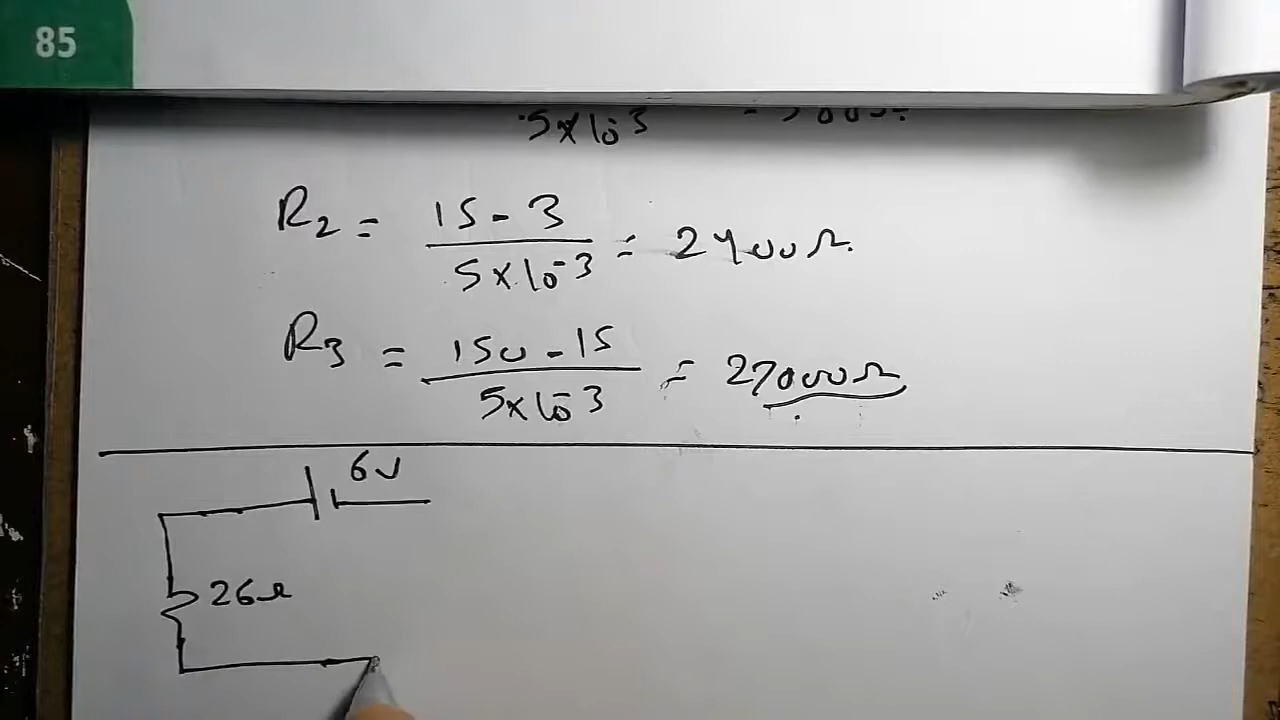 85
5×10⁻³
R₂ = 15 - 3 / 5×10⁻³ = 2400Ω.
R₃ = 150 - 15 / 5×10⁻³ = 27000Ω
6V
26Ω